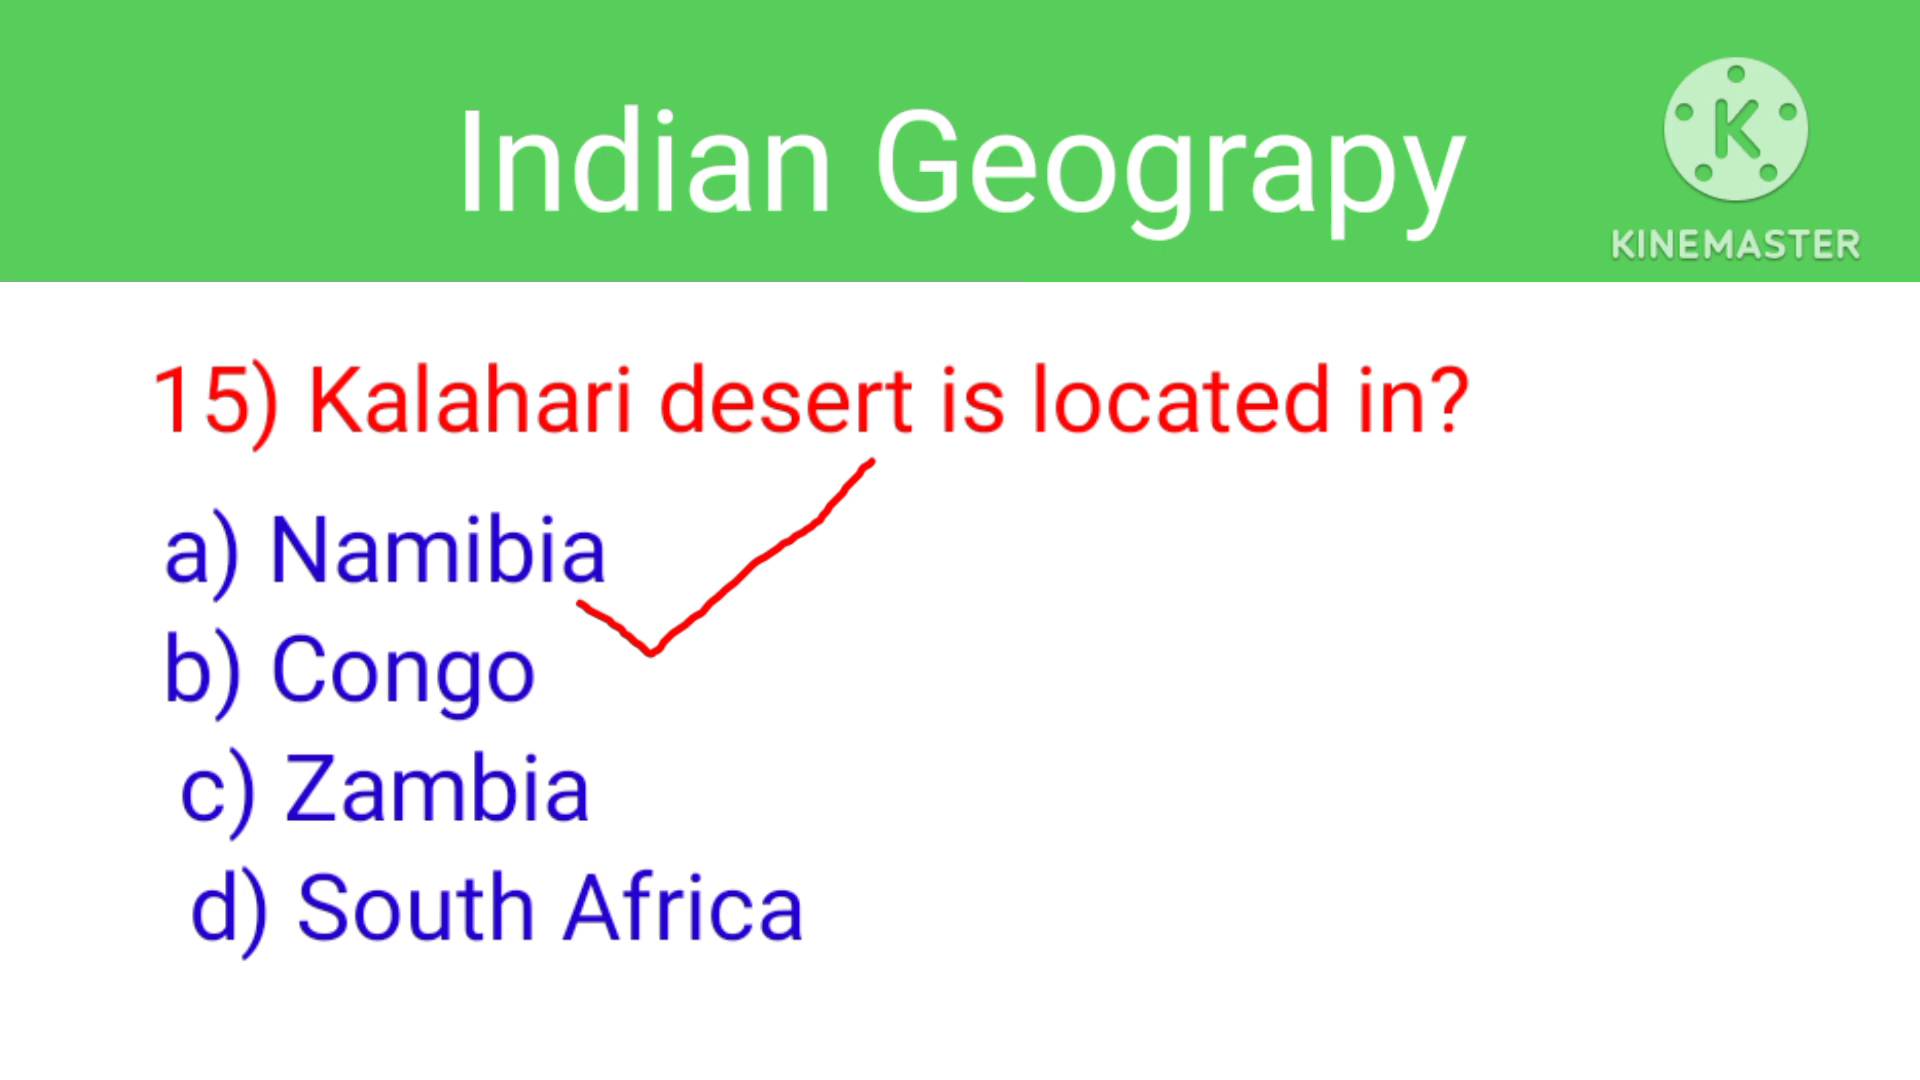 Indian Geograpy
K
KINEMASTER
15) Kalahari desert is located in?
a) Namibia
b) Congo
c) Zambia
d) South Africa